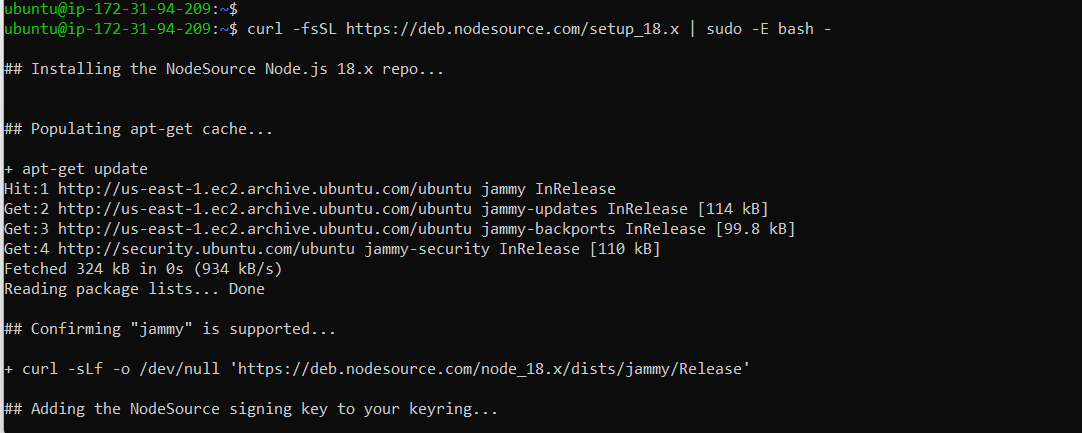 ubuntu@ip-172-31-94-209:~$
ubuntu@ip-172-31-94-209:~$ curl -fsSL https://deb.nodesource.com/setup_18.x | sudo -E bash -
## Installing the NodeSource Node.js 18.x repo...
## Populating apt-get cache...
+ apt-get update
Hit:1 http://us-east-1.ec2.archive.ubuntu.com/ubuntu jammy InRelease
Get:2 http://us-east-1.ec2.archive.ubuntu.com/ubuntu jammy-updates InRelease [114 kB]
Get:3 http://us-east-1.ec2.archive.ubuntu.com/ubuntu jammy-backports InRelease [99.8 kB]
Get:4 http://security.ubuntu.com/ubuntu jammy-security InRelease [110 kB]
Fetched 324 kB in 0s (934 kB/s)
Reading package lists... Done
## Confirming "jammy" is supported...
+ curl -sLf -o /dev/null 'https://deb.nodesource.com/node_18.x/dists/jammy/Release'
## Adding the NodeSource signing key to your keyring...